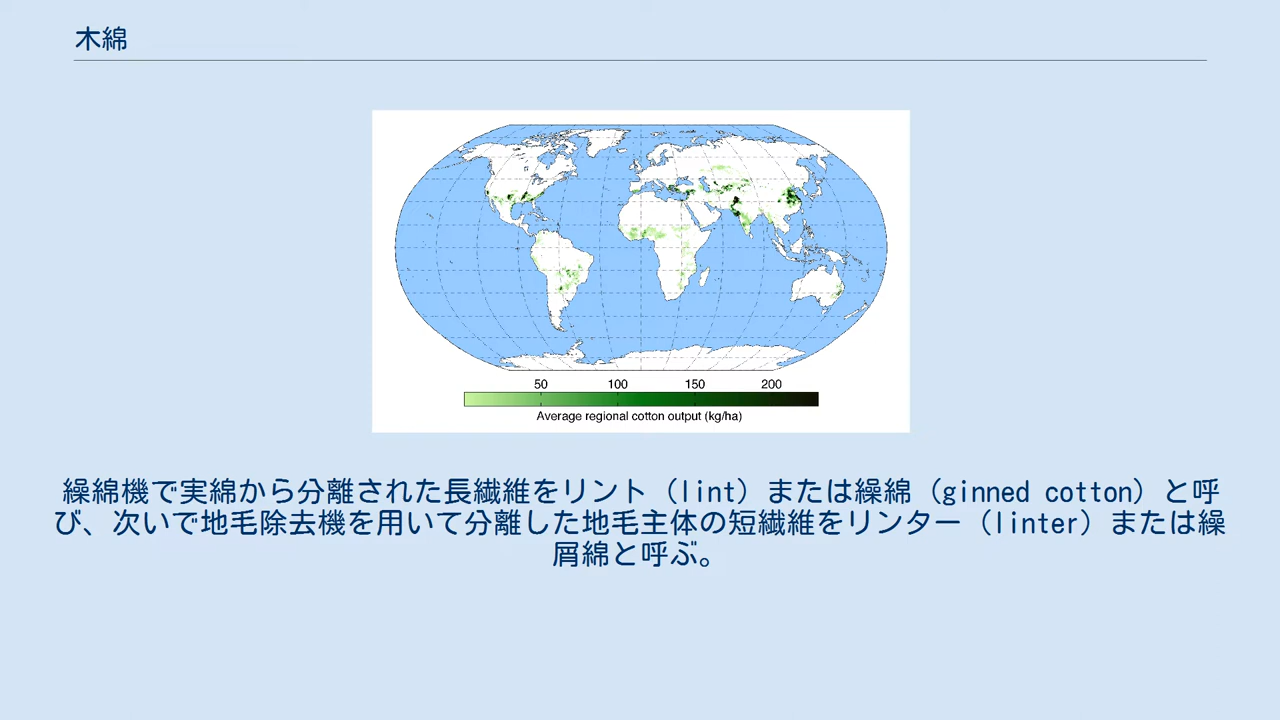 木綿
50 100 150 200
Average regional cotton output (kg/ha)
繰綿機で実綿から分離された長繊維をリント（lint）または繰綿（ginned cotton）と呼
び、次いで地毛除去機を用いて分離した地毛主体の短繊維をリンター（linter）または繰
屑綿と呼ぶ。